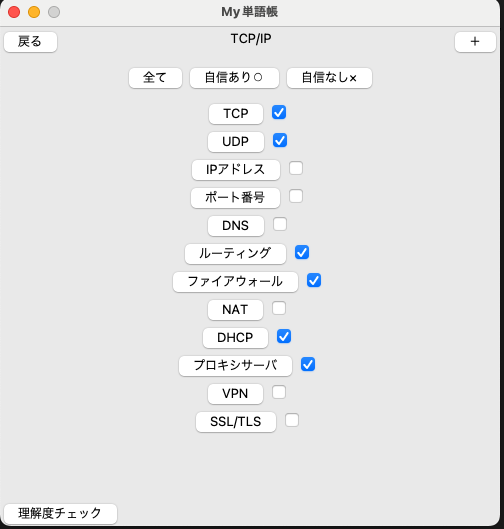 My単語帳
戻る TCP/IP ＋
全て 自信あり○ 自信なし×
TCP
UDP
IPアドレス
ポート番号
DNS
ルーティング
ファイアウォール
NAT
DHCP
プロキシサーバ
VPN
SSL/TLS
理解度チェック